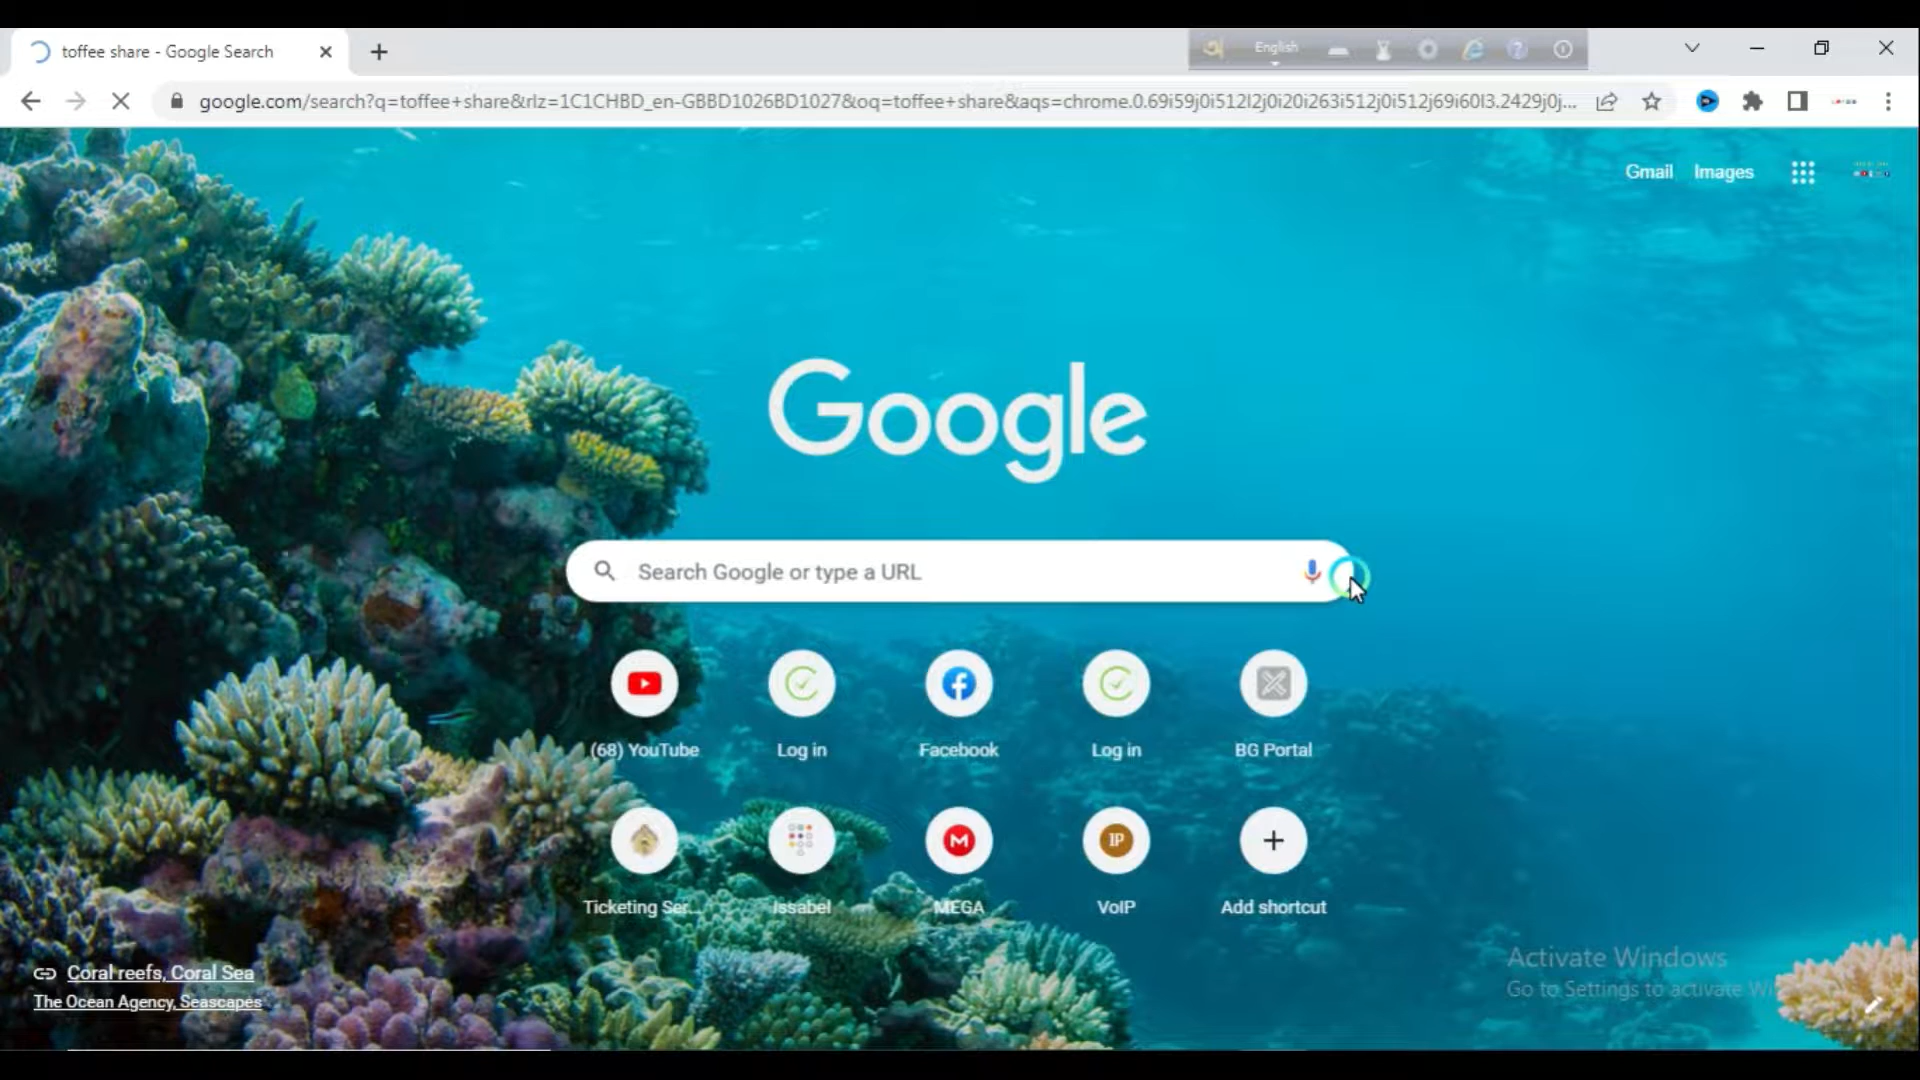 toffee share - Google Search
English
google.com/search?q=toffee+share&rlz=1C1CHBD_en-GBBD1026BD1027&oq=toffee+share&aqs=chrome.0.69i59j0i512l2j0i20i263i512j0i512j69i60l3.2429j0j...
Gmail Images
Google
Search Google or type a URL
(68) YouTube Log in Facebook Log in BG Portal
IP
Ticketing Ser... Issabel MEGA VoIP Add shortcut
Coral reefs, Coral Sea
The Ocean Agency, Seascapes
Activate Windows
Go to Settings to activate Wi